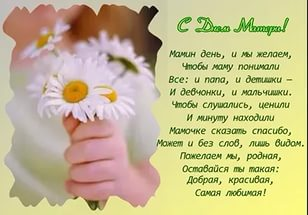 С Днем Матери!
Мамин день, и мы желаем,
Чтобы маму понимали
Все: и папа, и детишки –
И девчонки, и мальчишки.
Чтобы слушались, ценили
И минуту находили
Мамочке сказать спасибо,
Может и без слов, лишь видом.
Пожелаем мы, родная,
Оставайся ты такая:
Добрая, красивая,
Самая любимая!